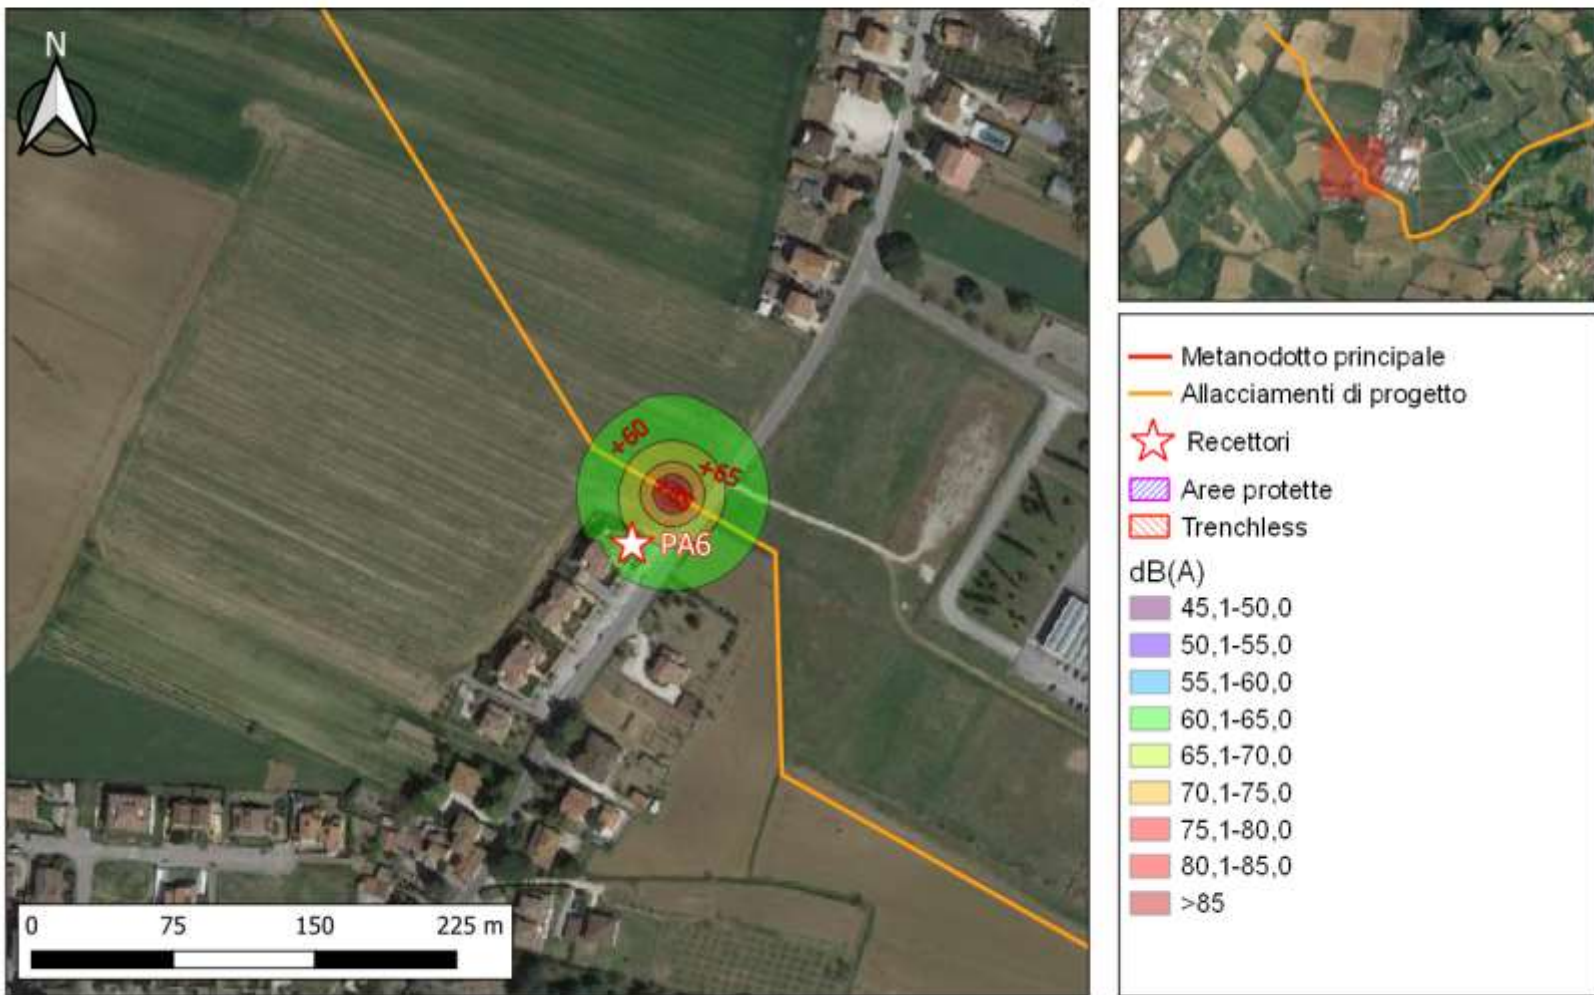 N
+60
+65
PA6
0 75 150 225 m
Metanodotto principale
Allacciamenti di progetto
Recettori
Aree protette
Trenchless
dB(A)
45,1-50,0
50,1-55,0
55,1-60,0
60,1-65,0
65,1-70,0
70,1-75,0
75,1-80,0
80,1-85,0
>85